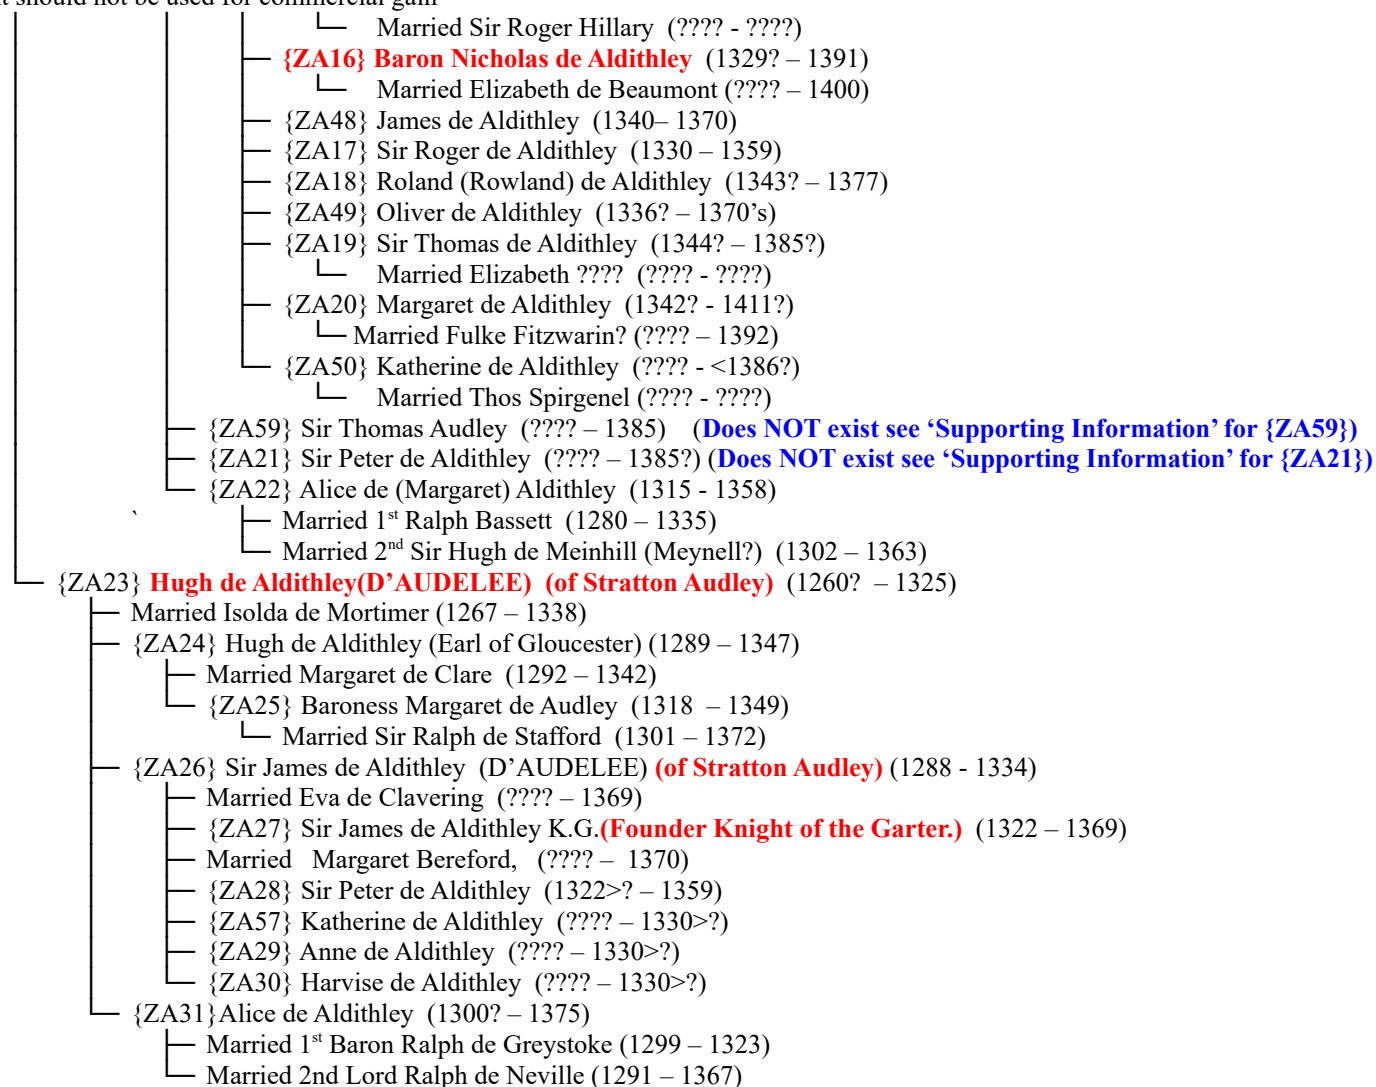 it should not be used for commercial gain
Married Sir Roger Hillary (???? - ????)
{ZA16} Baron Nicholas de Aldithley (1329? – 1391)
Married Elizabeth de Beaumont (???? – 1400)
{ZA48} James de Aldithley (1340– 1370)
{ZA17} Sir Roger de Aldithley (1330 – 1359)
{ZA18} Roland (Rowland) de Aldithley (1343? – 1377)
{ZA49} Oliver de Aldithley (1336? – 1370’s)
{ZA19} Sir Thomas de Aldithley (1344? – 1385?)
Married Elizabeth ???? (???? - ????)
{ZA20} Margaret de Aldithley (1342? - 1411?)
Married Fulke Fitzwarin? (???? – 1392)
{ZA50} Katherine de Aldithley (???? - <1386?)
Married Thos Spirgenel (???? - ????)
{ZA59} Sir Thomas Audley (???? – 1385) (Does NOT exist see ‘Supporting Information’ for {ZA59})
{ZA21} Sir Peter de Aldithley (???? – 1385?) (Does NOT exist see ‘Supporting Information’ for {ZA21})
{ZA22} Alice de (Margaret) Aldithley (1315 - 1358)
` Married 1st Ralph Bassett (1280 – 1335)
Married 2nd Sir Hugh de Meinhill (Meynell?) (1302 – 1363)
{ZA23} Hugh de Aldithley(D’AUDELEE) (of Stratton Audley) (1260? – 1325)
Married Isolda de Mortimer (1267 – 1338)
{ZA24} Hugh de Aldithley (Earl of Gloucester) (1289 – 1347)
Married Margaret de Clare (1292 – 1342)
{ZA25} Baroness Margaret de Audley (1318 – 1349)
Married Sir Ralph de Stafford (1301 – 1372)
{ZA26} Sir James de Aldithley (D’AUDELEE) (of Stratton Audley) (1288 - 1334)
Married Eva de Clavering (???? – 1369)
{ZA27} Sir James de Aldithley K.G.(Founder Knight of the Garter.) (1322 – 1369)
Married Margaret Bereford, (???? – 1370)
{ZA28} Sir Peter de Aldithley (1322>? – 1359)
{ZA57} Katherine de Aldithley (???? – 1330>?)
{ZA29} Anne de Aldithley (???? – 1330>?)
{ZA30} Harvise de Aldithley (???? – 1330>?)
{ZA31}Alice de Aldithley (1300? – 1375)
Married 1st Baron Ralph de Greystoke (1299 – 1323)
Married 2nd Lord Ralph de Neville (1291 – 1367)